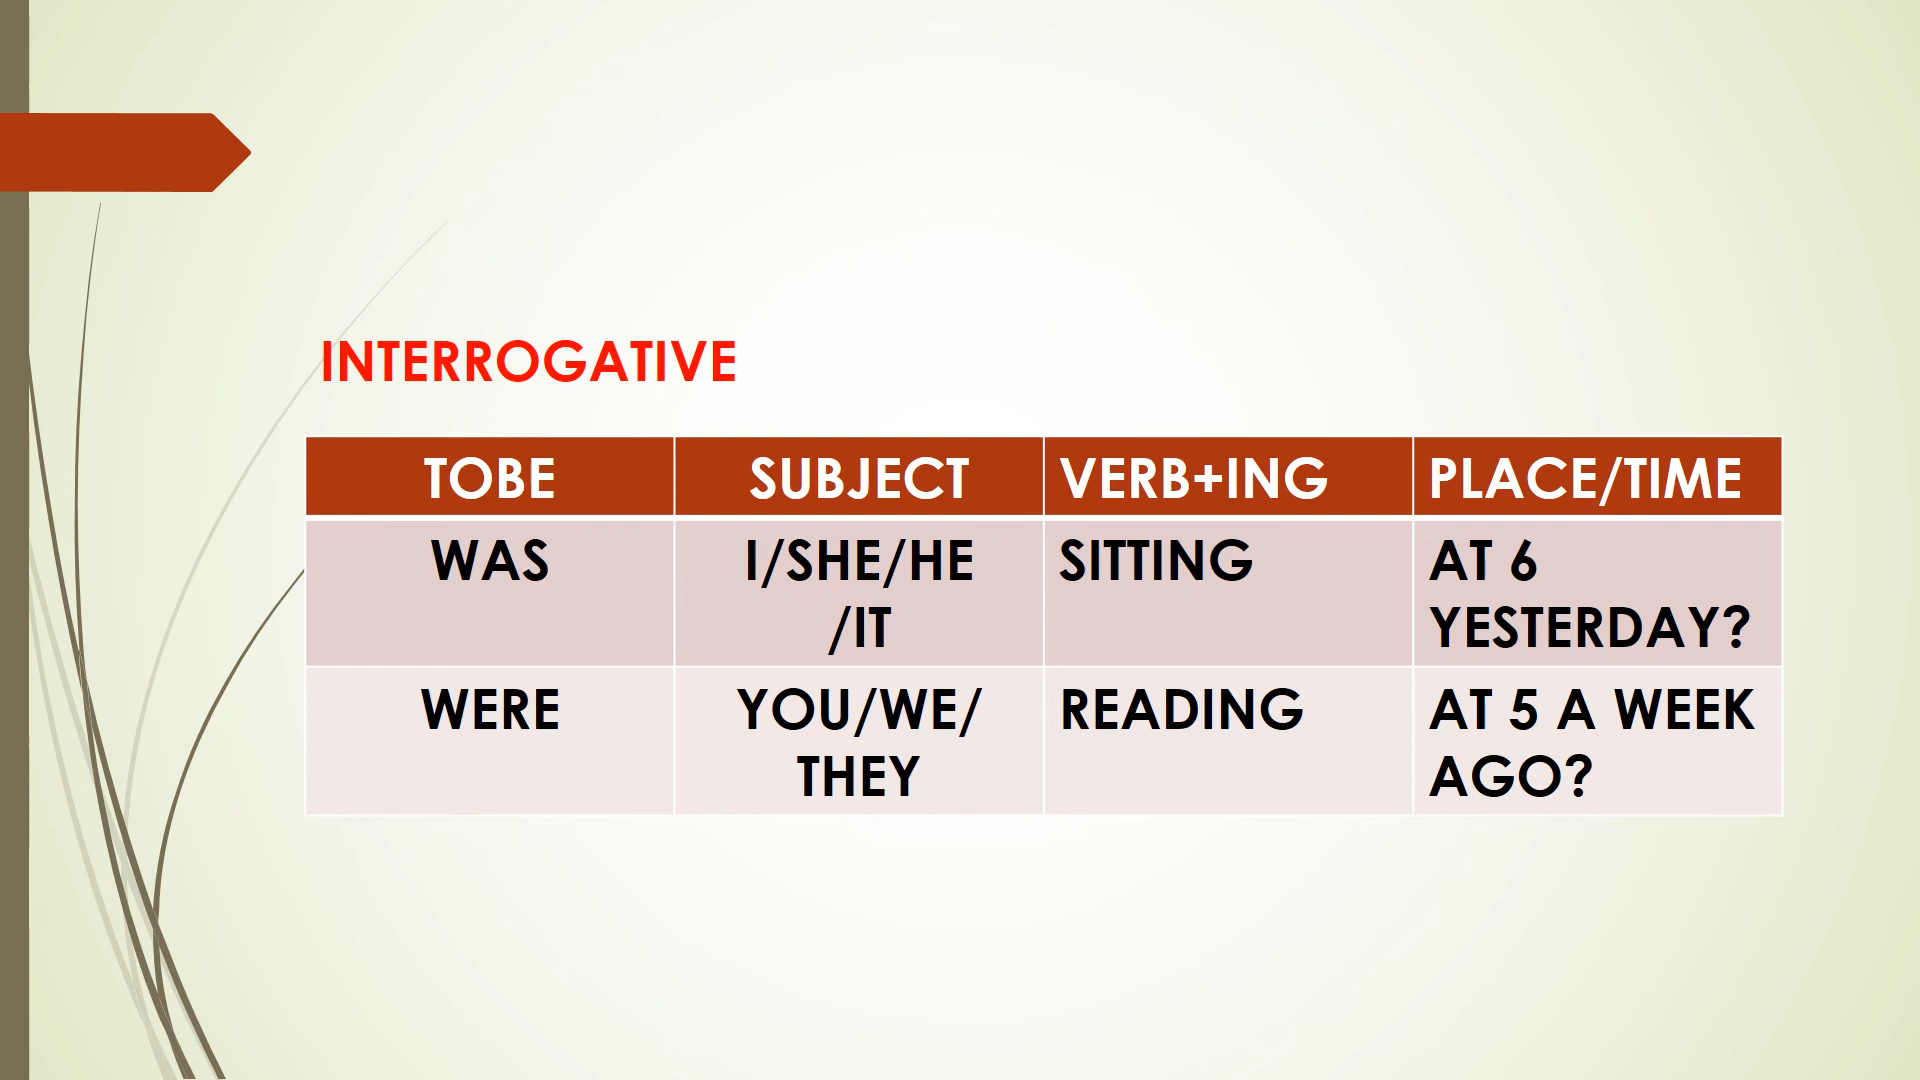 INTERROGATIVE
TOBE SUBJECT VERB+ING PLACE/TIME
WAS I/SHE/HE SITTING AT 6
/IT YESTERDAY?
WERE YOU/WE/ READING AT 5 A WEEK
THEY AGO?